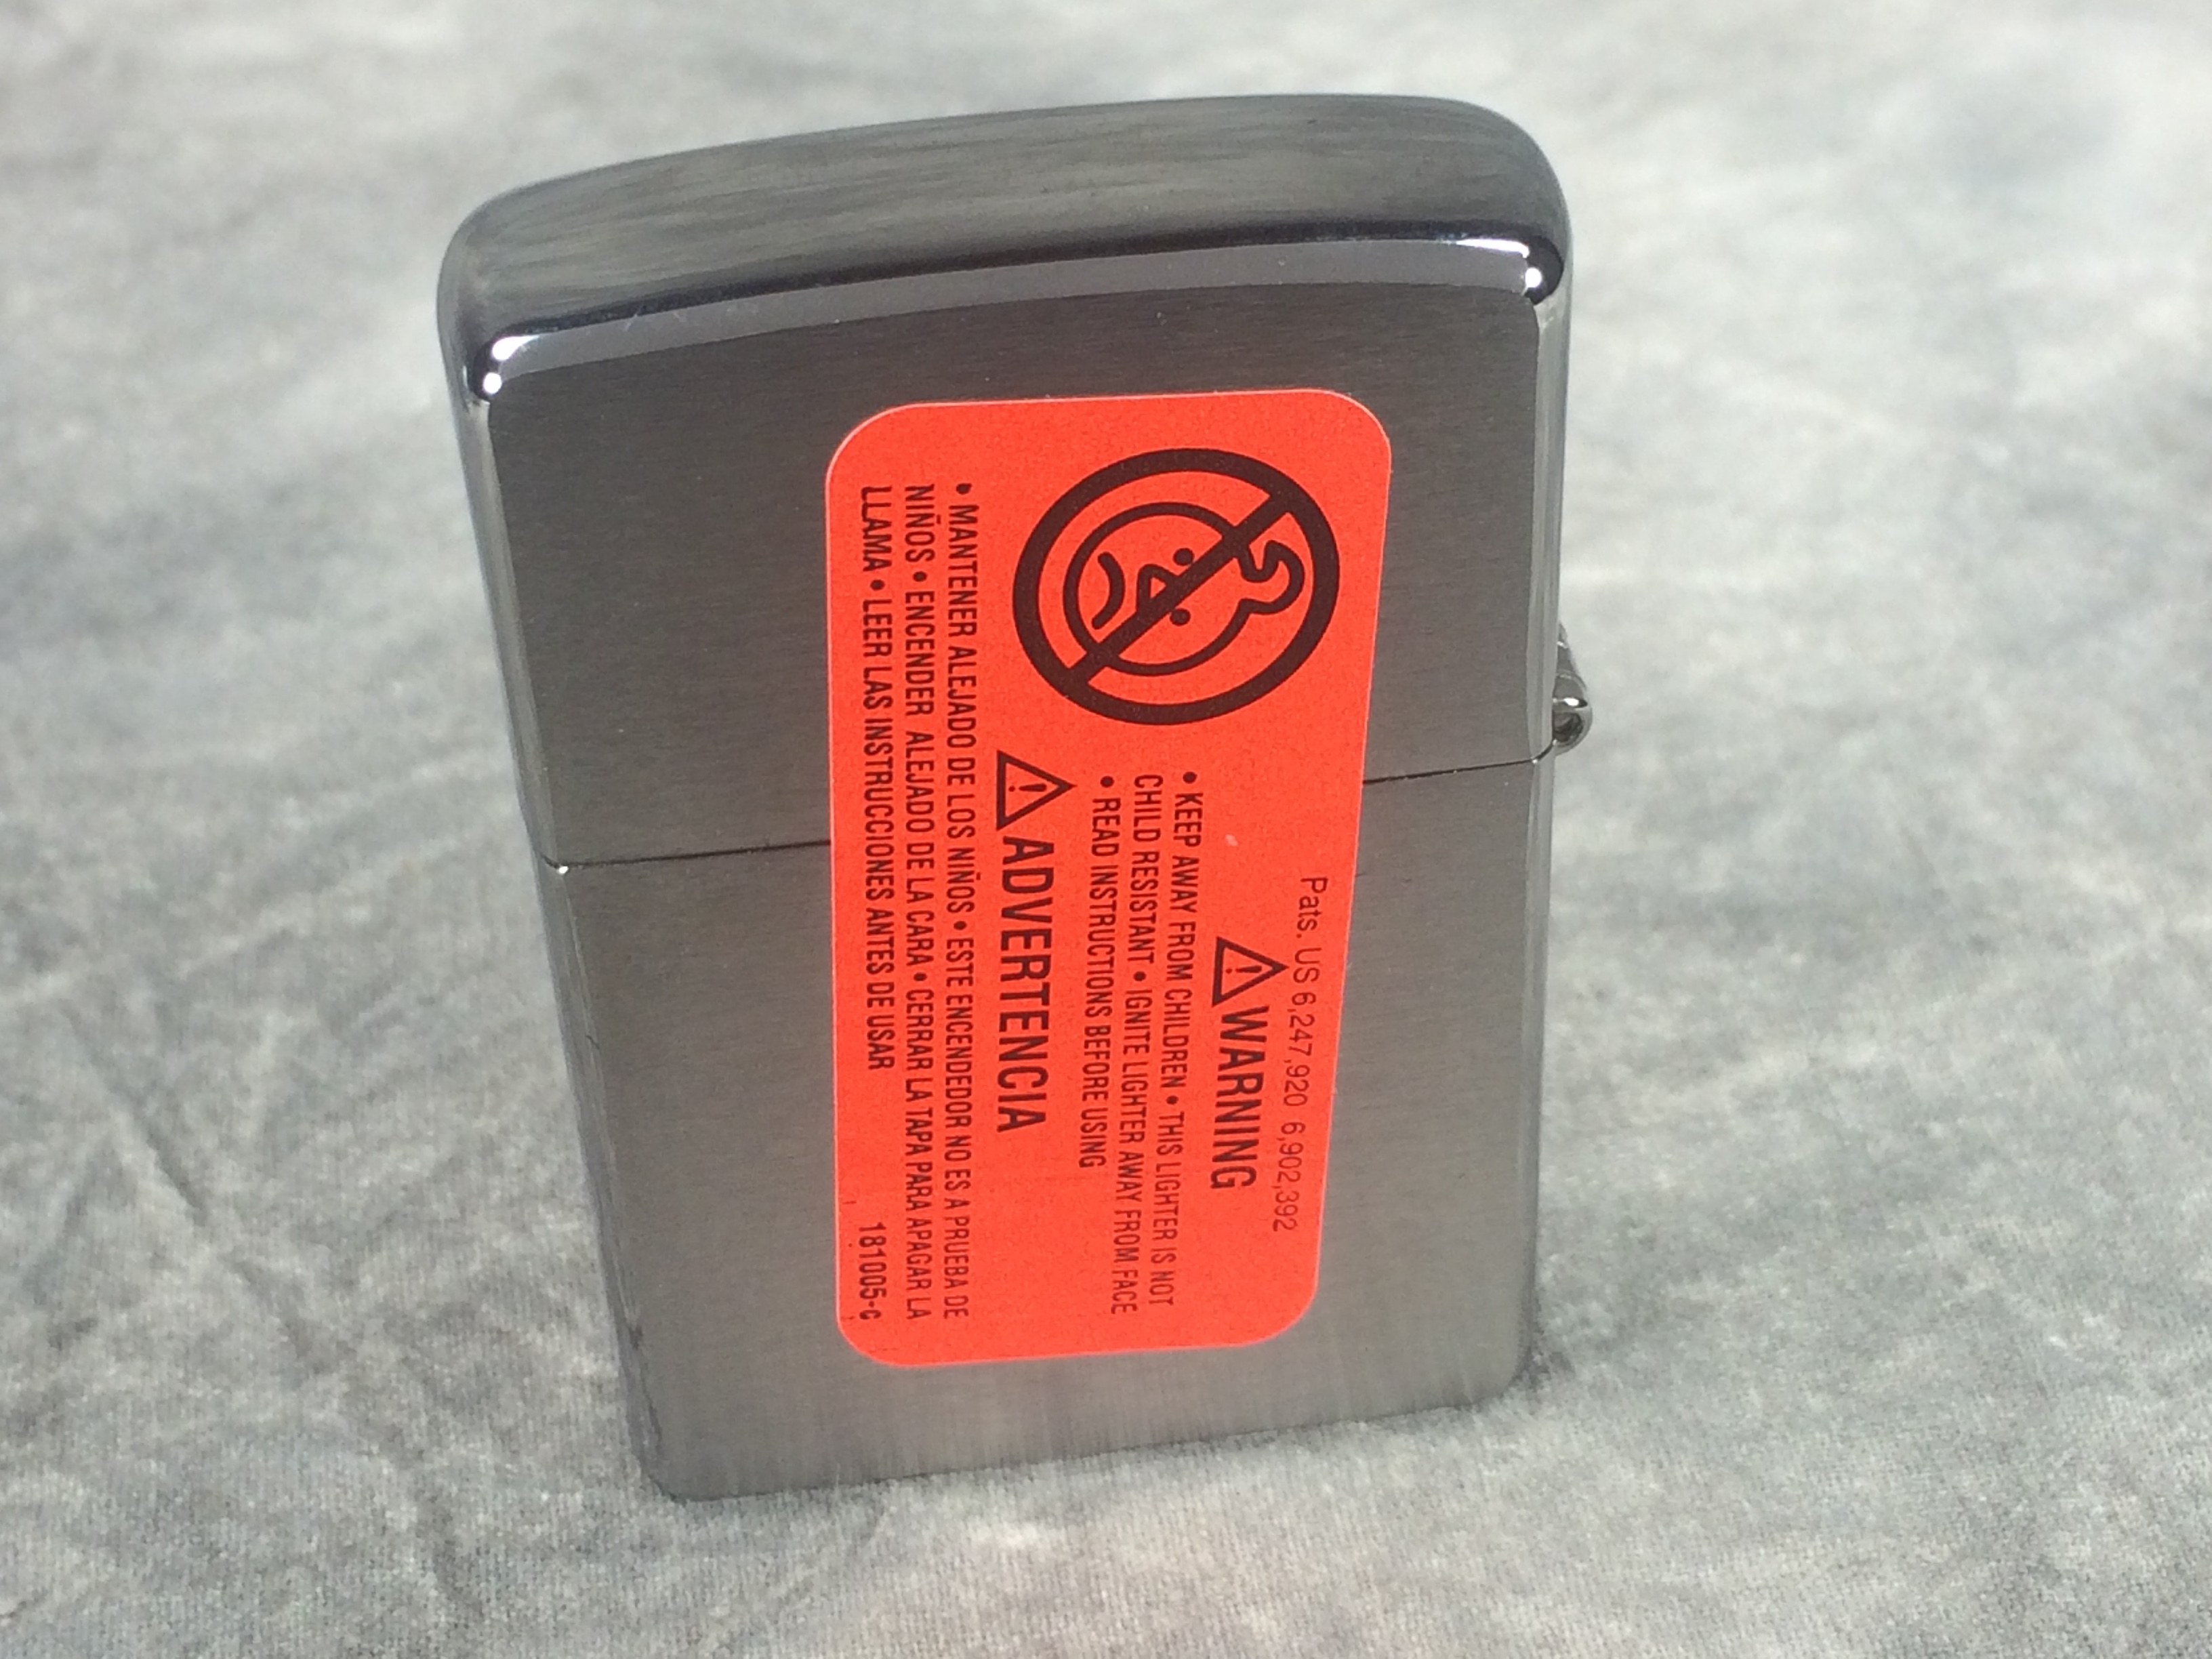 Pats. US 6,247,920 6,902,392
WARNING
• KEEP AWAY FROM CHILDREN • THIS LIGHTER IS NOT
CHILD RESISTANT • IGNITE LIGHTER AWAY FROM FACE
• READ INSTRUCTIONS BEFORE USING
ADVERTENCIA
• MANTENER ALEJADO DE LOS NIÑOS • ESTE ENCENDEDOR NO ES A PRUEBA DE
NIÑOS • ENCENDER ALEJADO DE LA CARA • CERRAR LA TAPA PARA APAGAR LA
LLAMA • LEER LAS INSTRUCCIONES ANTES DE USAR
181005-c